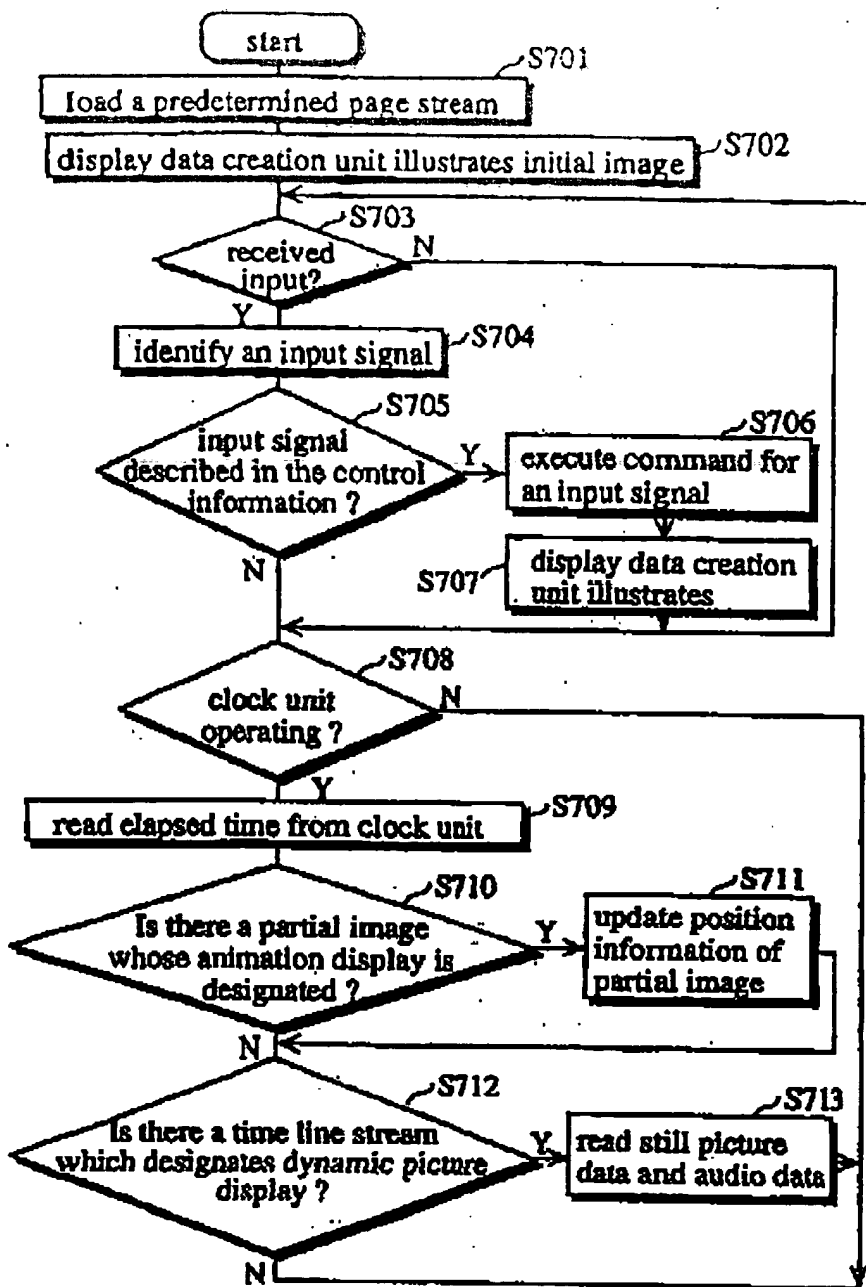 start
S701
load a predetermined page stream
S702
display data creation unit illustrates initial image
S703
received
input?
N
Y
S704
identify an input signal
S705
input signal
described in the control
information ?
Y
N
S706
execute command for
an input signal
S707
display data creation
unit illustrates
S708
clock unit
operating ?
N
Y
S709
read elapsed time from clock unit
S710
Is there a partial image
whose animation display is
designated ?
Y
N
S711
update position
information of
partial image
S712
Is there a time line stream
which designates dynamic picture
display ?
Y
N
S713
read still picture
data and audio data